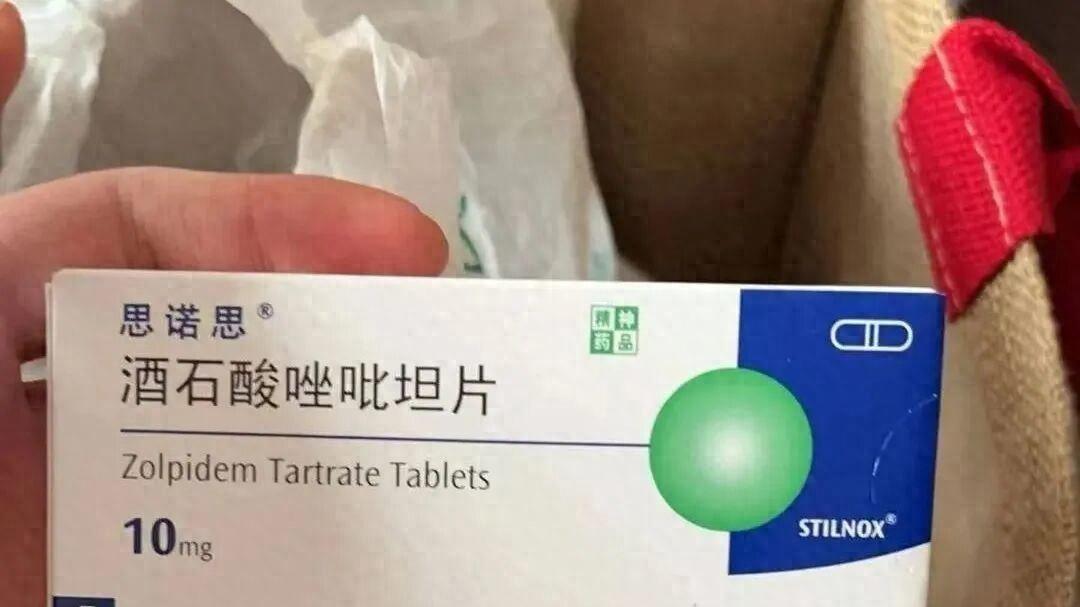 思诺思®
精神
药品
酒石酸唑吡坦片
Zolpidem Tartrate Tablets
10mg
STILNOX®